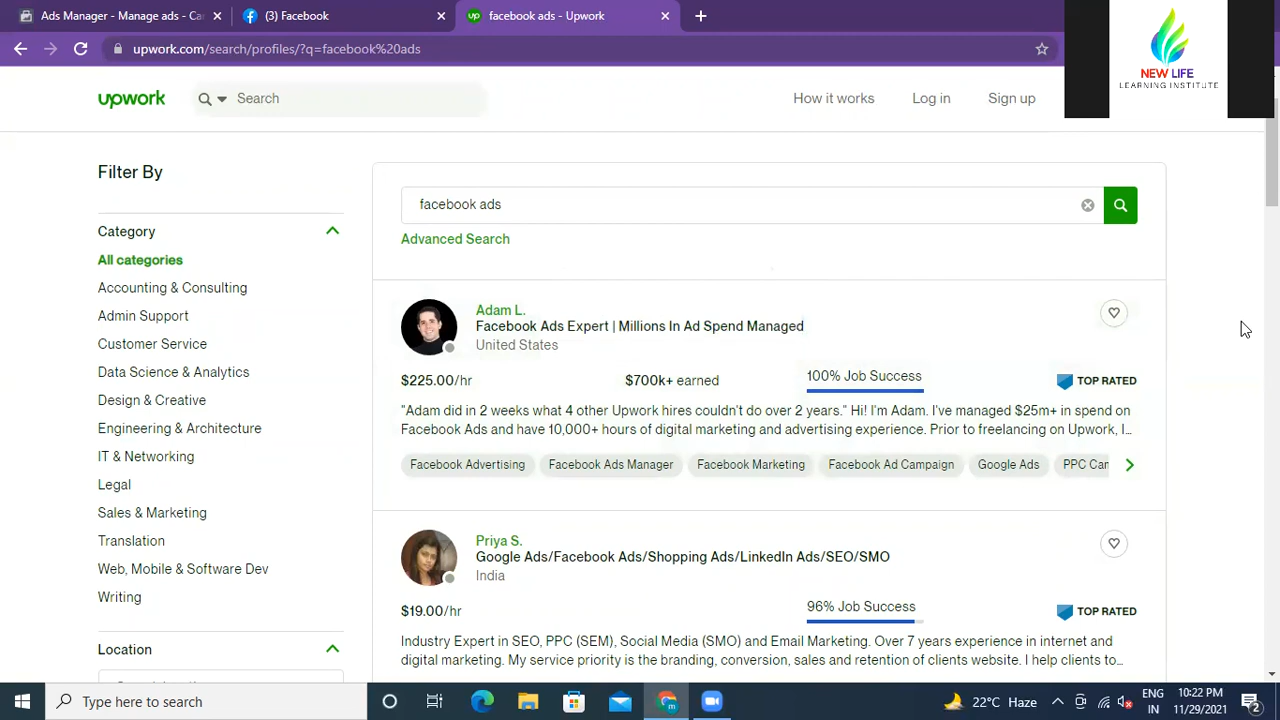 Ads Manager - Manage ads - Ca
(3) Facebook
facebook ads - Upwork
upwork.com/search/profiles/?q=facebook%20ads
NEW LIFE
LEARNING INSTITUTE
upwork
Search
How it works
Log in
Sign up
Filter By
Category
All categories
Accounting & Consulting
Admin Support
Customer Service
Data Science & Analytics
Design & Creative
Engineering & Architecture
IT & Networking
Legal
Sales & Marketing
Translation
Web, Mobile & Software Dev
Writing
Location
facebook ads
Advanced Search
Adam L.
Facebook Ads Expert | Millions In Ad Spend Managed
United States
$225.00/hr
$700k+ earned
100% Job Success
TOP RATED
"Adam did in 2 weeks what 4 other Upwork hires couldn't do over 2 years." Hi! I'm Adam. I've managed $25m+ in spend on
Facebook Ads and have 10,000+ hours of digital marketing and advertising experience. Prior to freelancing on Upwork, I...
Facebook Advertising
Facebook Ads Manager
Facebook Marketing
Facebook Ad Campaign
Google Ads
PPC Can
Priya S.
Google Ads/Facebook Ads/Shopping Ads/LinkedIn Ads/SEO/SMO
India
$19.00/hr
96% Job Success
TOP RATED
Industry Expert in SEO, PPC (SEM), Social Media (SMO) and Email Marketing. Over 7 years experience in internet and
digital marketing. My service priority is the branding, conversion, sales and retention of clients website. I help clients to...
Type here to search
22°C Haze
ENG
IN
10:22 PM
11/29/2021
2